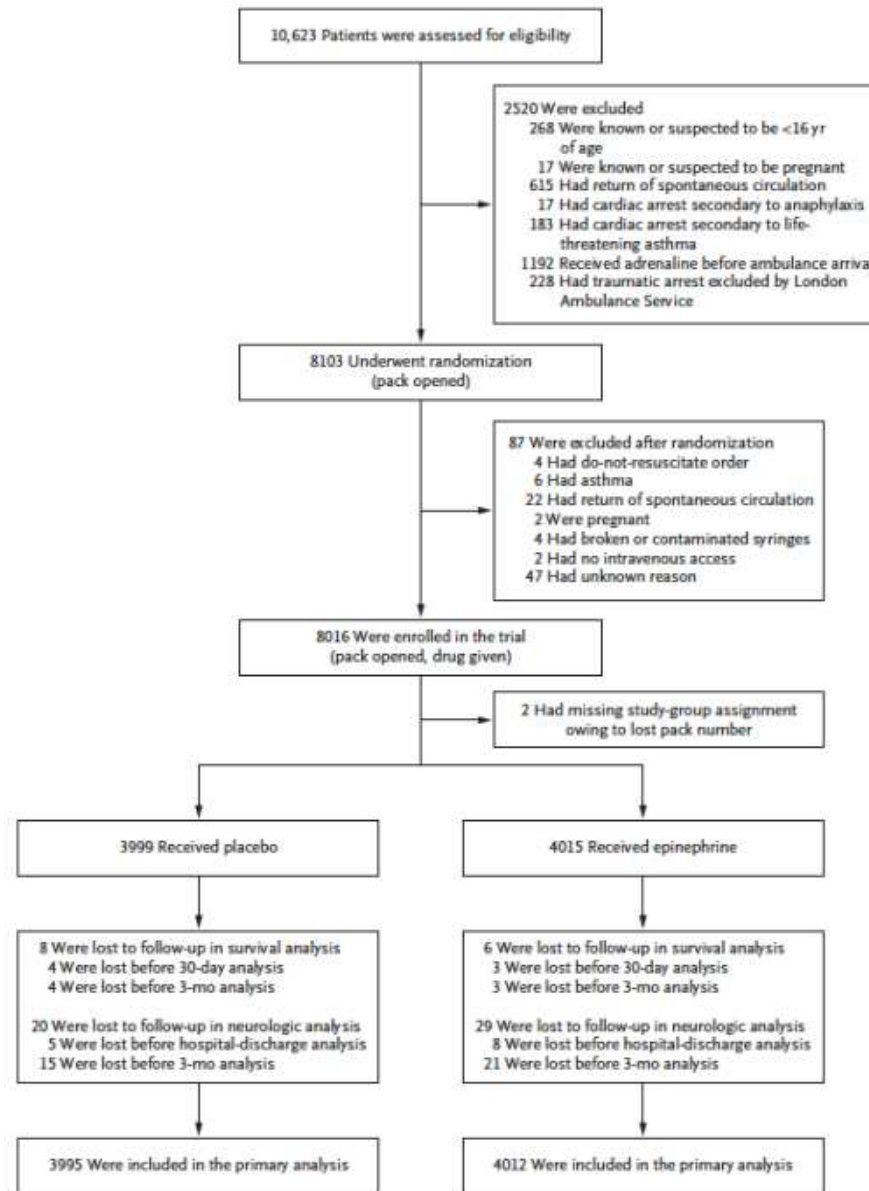 10,623 Patients were assessed for eligibility
2520 Were excluded
268 Were known or suspected to be <16 yr
of age
17 Were known or suspected to be pregnant
615 Had return of spontaneous circulation
17 Had cardiac arrest secondary to anaphylaxis
183 Had cardiac arrest secondary to life-
threatening asthma
1192 Received adrenaline before ambulance arriva
228 Had traumatic arrest excluded by London
Ambulance Service
8103 Underwent randomization
(pack opened)
87 Were excluded after randomization
4 Had do-not-resuscitate order
6 Had asthma
22 Had return of spontaneous circulation
2 Were pregnant
4 Had broken or contaminated syringes
2 Had no intravenous access
47 Had unknown reason
8016 Were enrolled in the trial
(pack opened, drug given)
2 Had missing study-group assignment
owing to lost pack number
3999 Received placebo
4015 Received epinephrine
8 Were lost to follow-up in survival analysis
4 Were lost before 30-day analysis
4 Were lost before 3-mo analysis
20 Were lost to follow-up in neurologic analysis
5 Were lost before hospital-discharge analysis
15 Were lost before 3-mo analysis
6 Were lost to follow-up in survival analysis
3 Were lost before 30-day analysis
3 Were lost before 3-mo analysis
29 Were lost to follow-up in neurologic analysis
8 Were lost before hospital-discharge analysis
21 Were lost before 3-mo analysis
3995 Were included in the primary analysis
4012 Were included in the primary analysis